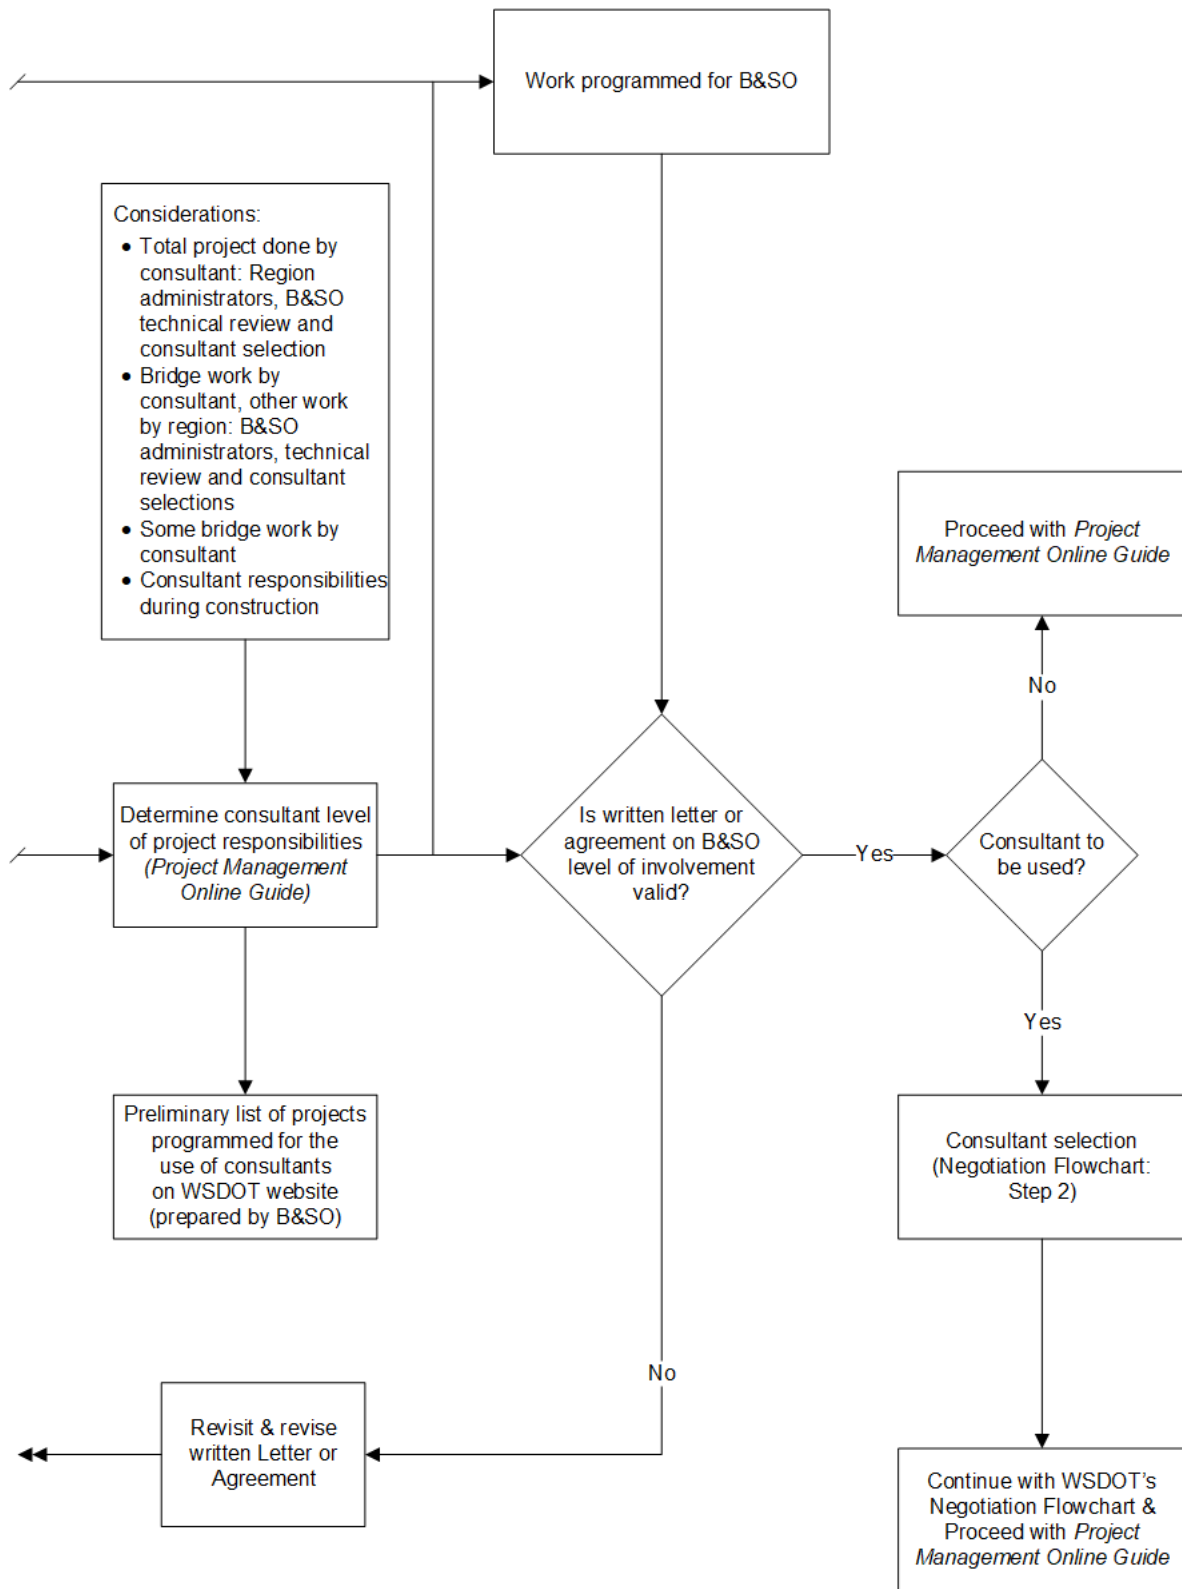 Work programmed for B&SO
Considerations:
• Total project done by
consultant: Region
administrators, B&SO
technical review and
consultant selection
• Bridge work by
consultant, other work
by region: B&SO
administrators, technical
review and consultant
selections
• Some bridge work by
consultant
• Consultant responsibilities
during construction
Proceed with Project
Management Online Guide
No
Determine consultant level
of project responsibilities
(Project Management
Online Guide)
Is written letter or
agreement on B&SO
level of involvement
valid?
Yes
Consultant to
be used?
Yes
Preliminary list of projects
programmed for the
use of consultants
on WSDOT website
(prepared by B&SO)
Consultant selection
(Negotiation Flowchart:
Step 2)
No
Revisit & revise
written Letter or
Agreement
Continue with WSDOT’s
Negotiation Flowchart &
Proceed with Project
Management Online Guide